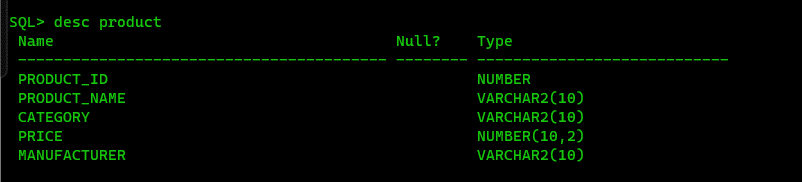 SQL> desc product
Name Null? Type
----------------------------------------- -------- ----------------------------
PRODUCT_ID NUMBER
PRODUCT_NAME VARCHAR2(10)
CATEGORY VARCHAR2(10)
PRICE NUMBER(10,2)
MANUFACTURER VARCHAR2(10)